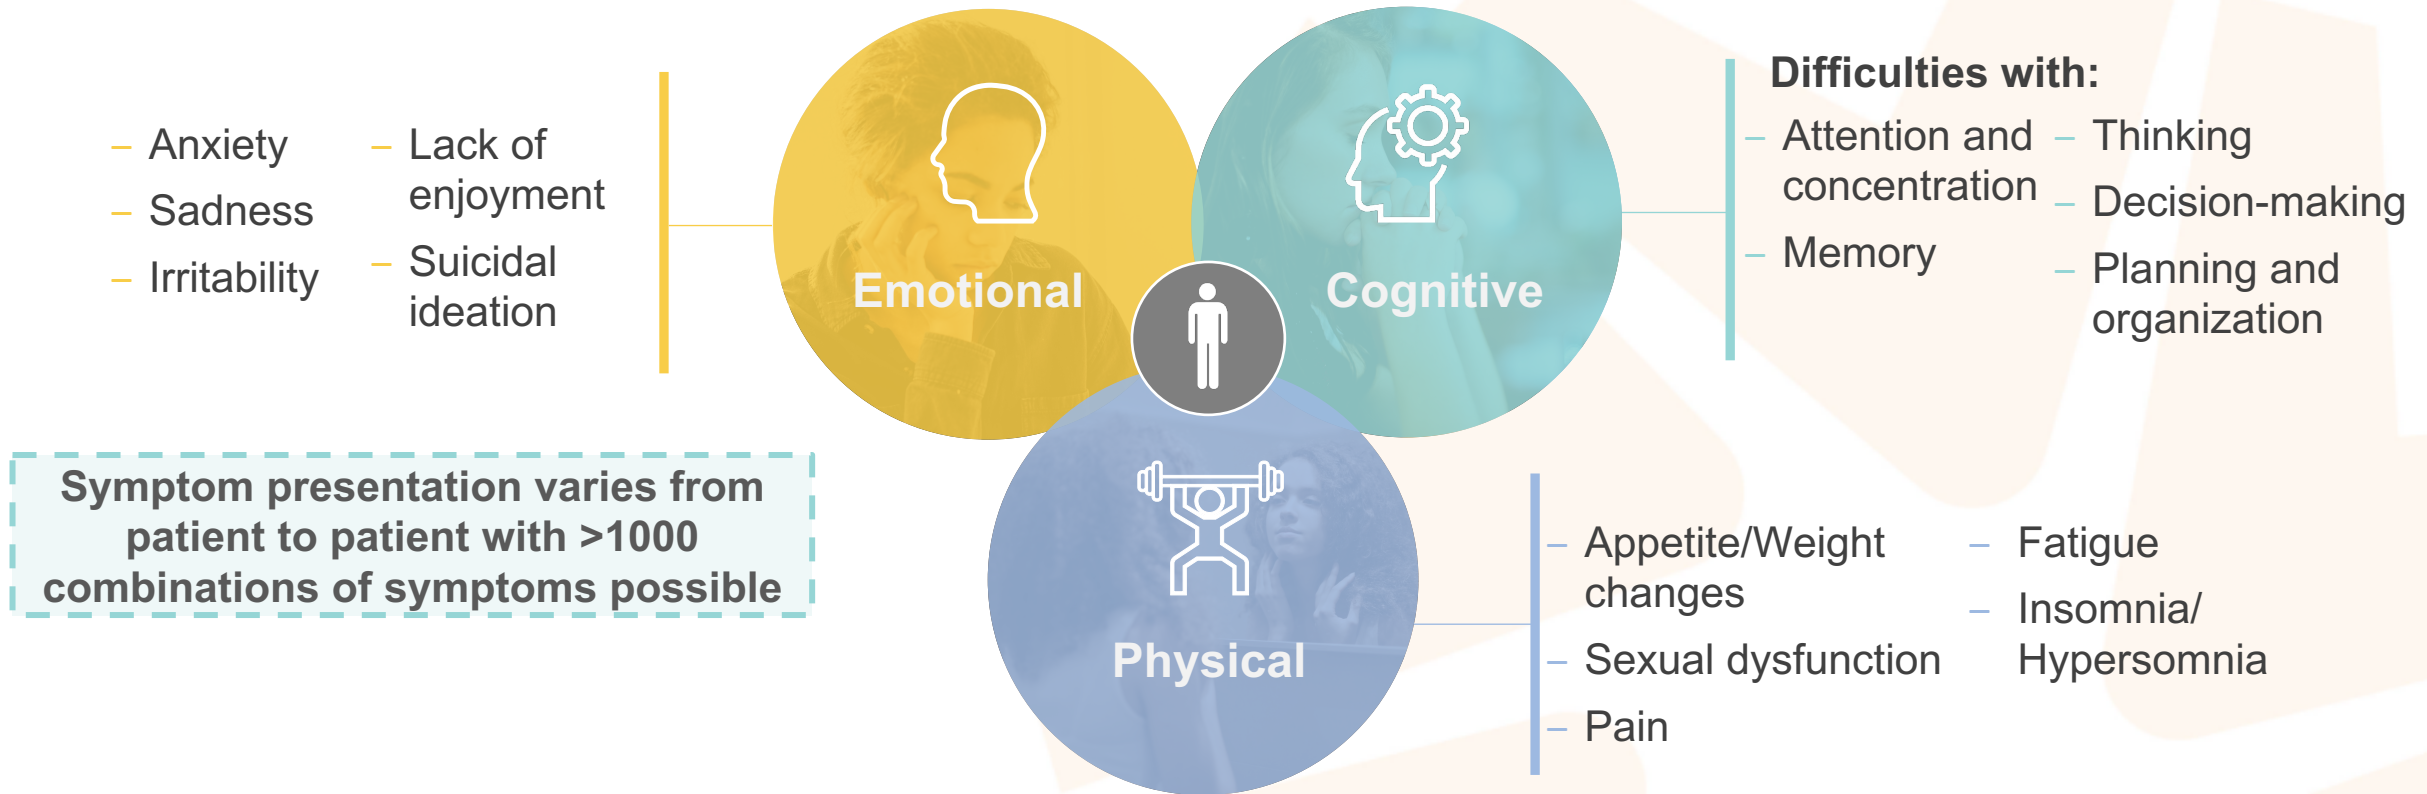 – Anxiety
– Sadness
– Irritability
– Lack of
enjoyment
– Suicidal
ideation
Emotional
Cognitive
Difficulties with:
– Attention and
concentration
– Memory
– Thinking
– Decision-making
– Planning and
organization
Symptom presentation varies from
patient to patient with >1000
combinations of symptoms possible
Physical
– Appetite/Weight
changes
– Sexual dysfunction
– Pain
– Fatigue
– Insomnia/
Hypersomnia